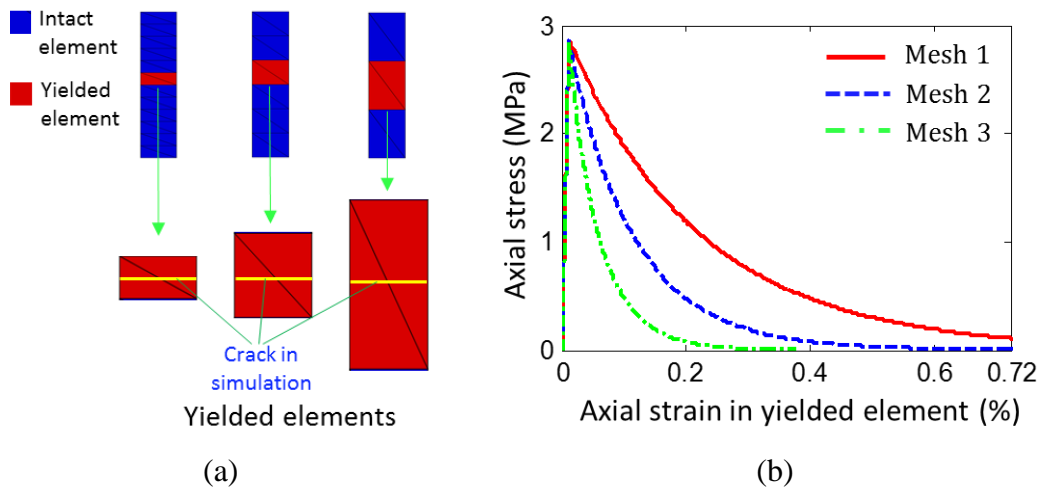 Intact
element
Yielded
element
Crack in
simulation
Yielded elements
(a)
3
2
1
0
Axial stress (MPa)
Mesh 1
Mesh 2
Mesh 3
0 0.2 0.4 0.6 0.72
Axial strain in yielded element (%)
(b)